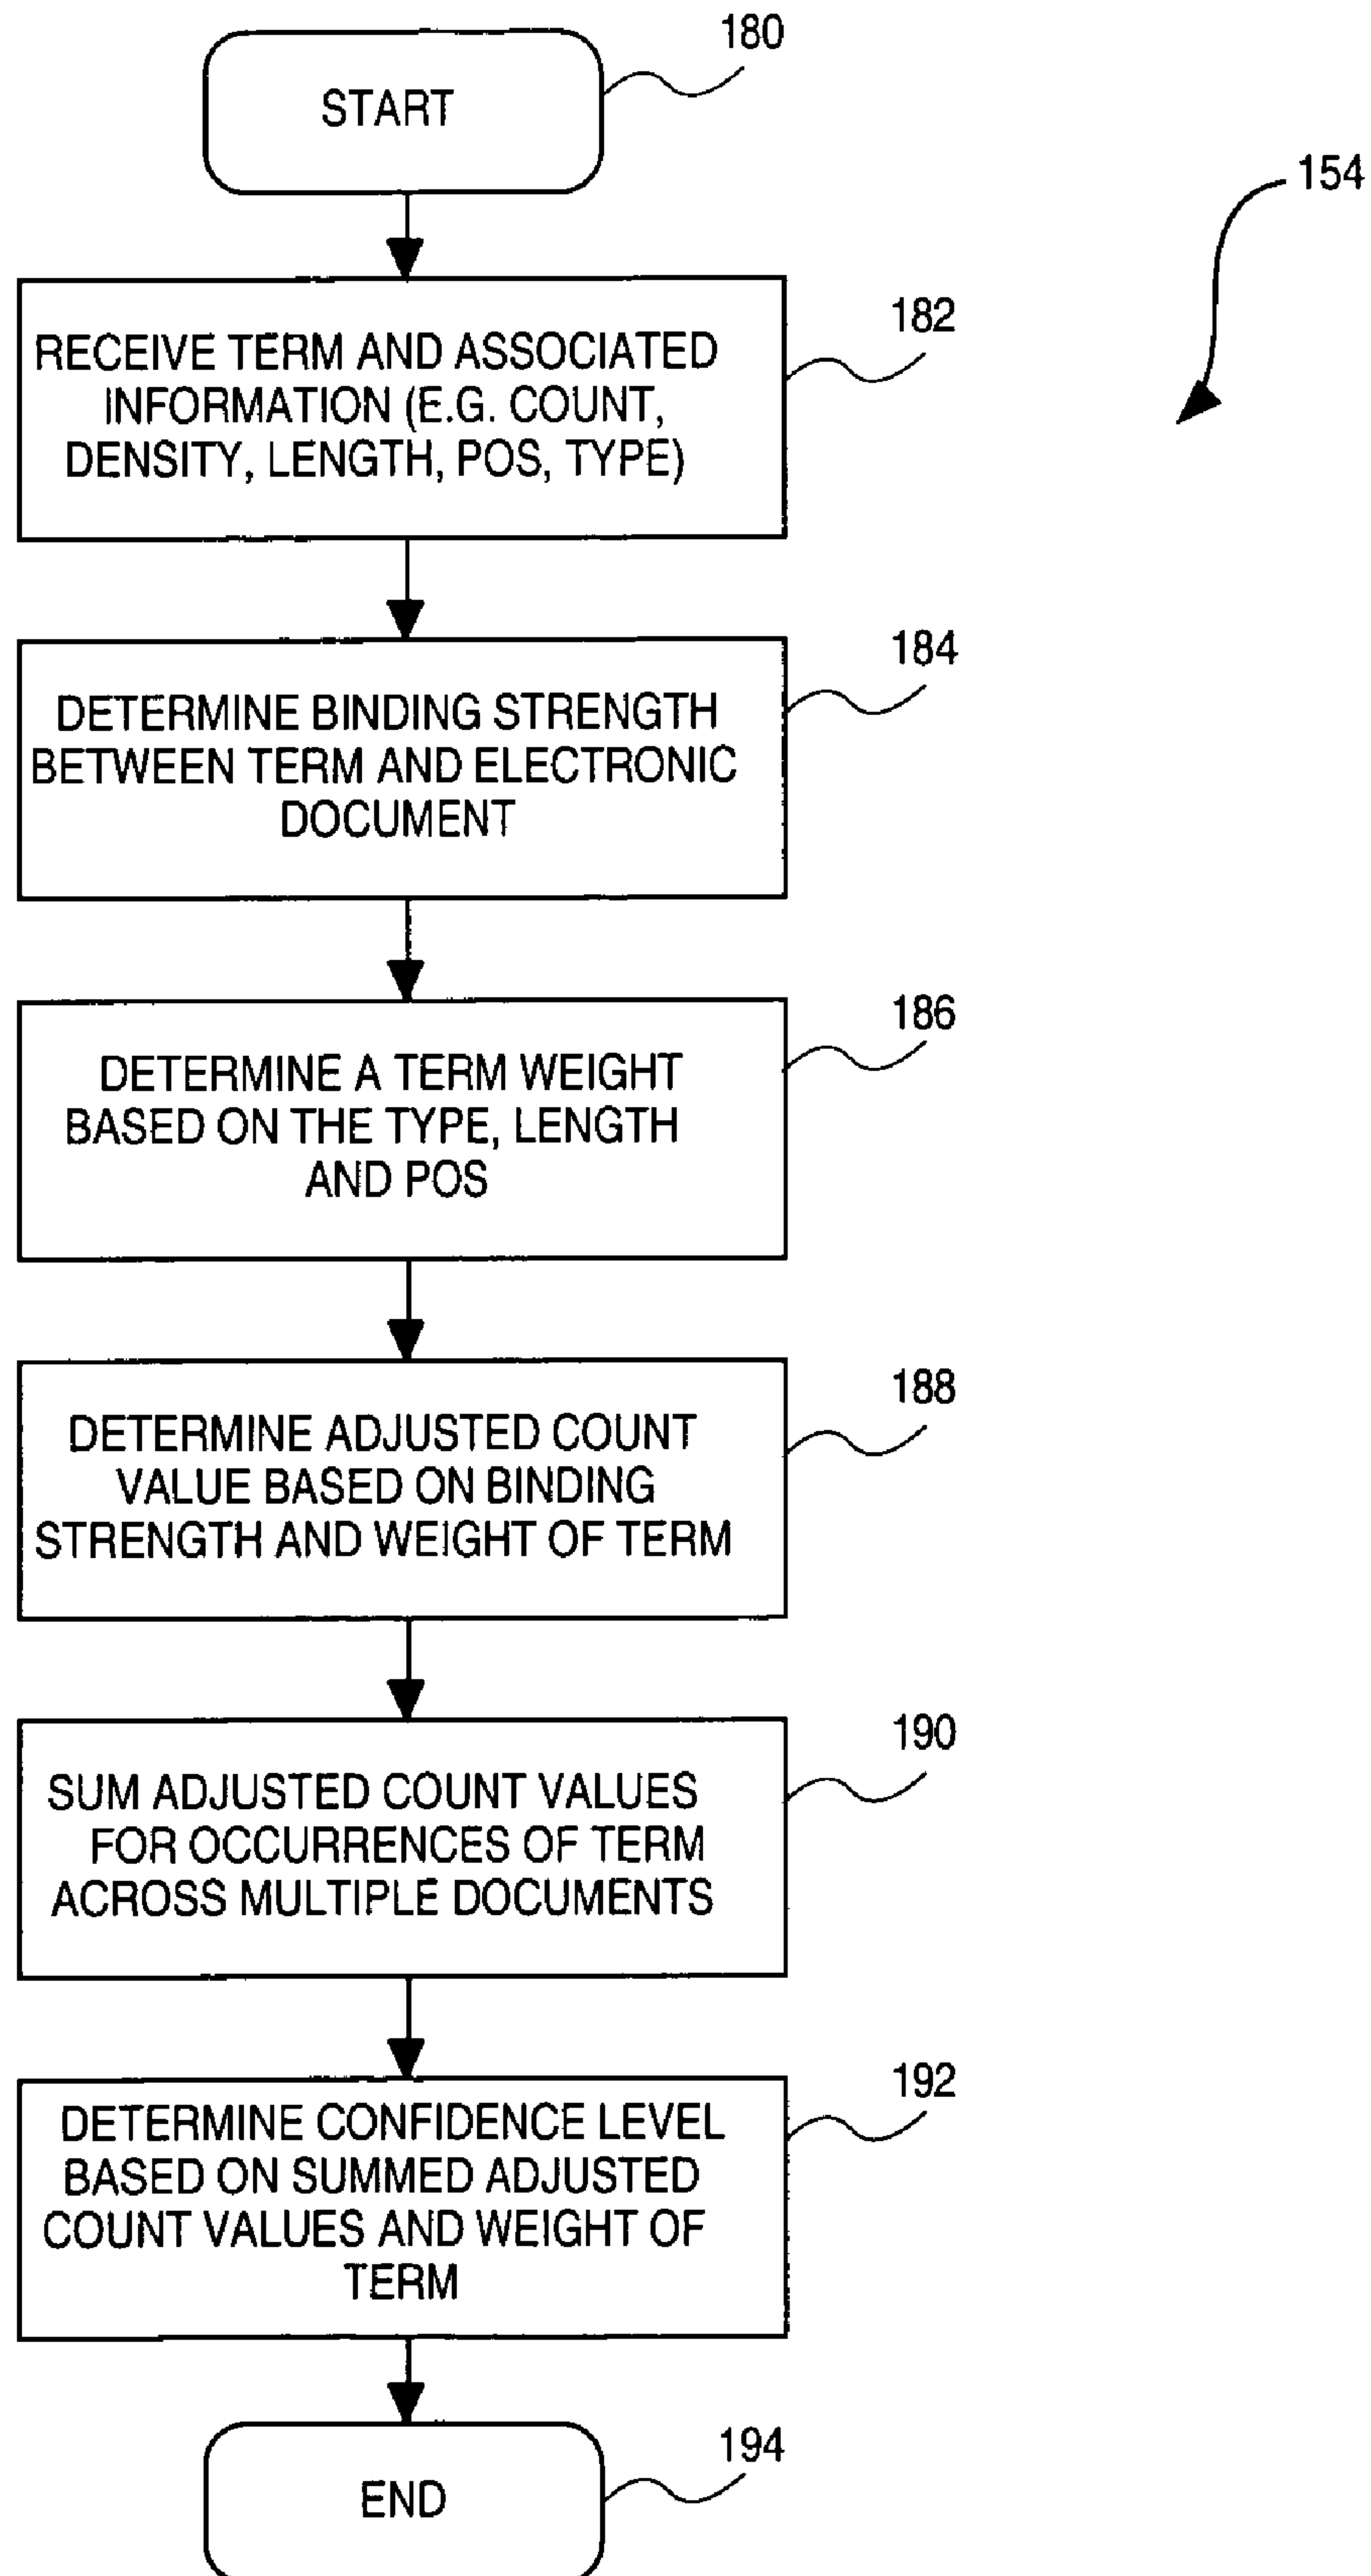 START
180
154
RECEIVE TERM AND ASSOCIATED
INFORMATION (E.G. COUNT,
DENSITY, LENGTH, POS, TYPE)
182
DETERMINE BINDING STRENGTH
BETWEEN TERM AND ELECTRONIC
DOCUMENT
184
DETERMINE A TERM WEIGHT
BASED ON THE TYPE, LENGTH
AND POS
186
DETERMINE ADJUSTED COUNT
VALUE BASED ON BINDING
STRENGTH AND WEIGHT OF TERM
188
SUM ADJUSTED COUNT VALUES
FOR OCCURRENCES OF TERM
ACROSS MULTIPLE DOCUMENTS
190
DETERMINE CONFIDENCE LEVEL
BASED ON SUMMED ADJUSTED
COUNT VALUES AND WEIGHT OF
TERM
192
END
194